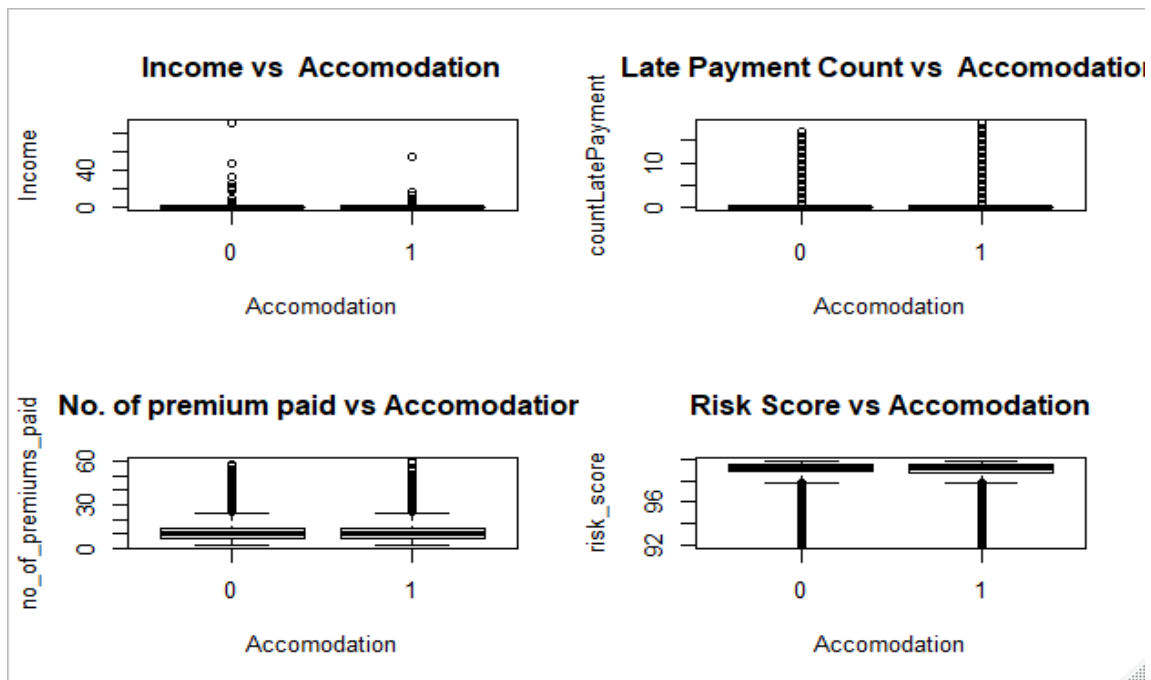 Income vs  Accomodation
Income
40
0
0 1
Accomodation
Late Payment Count vs  Accomodation
countLatePayment
10
0
0 1
Accomodation
No. of premium paid vs Accomodation
no_of_premiums_paid
60
30
0
0 1
Accomodation
Risk Score vs Accomodation
risk_score
96
92
0 1
Accomodation